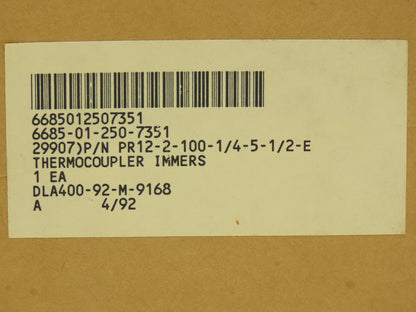 6685012507351
6685-01-250-7351
29907)P/N PR12-2-100-1/4-5-1/2-E
THERMOCOUPLER IMMERS
1 EA
DLA400-92-M-9168
A 4/92